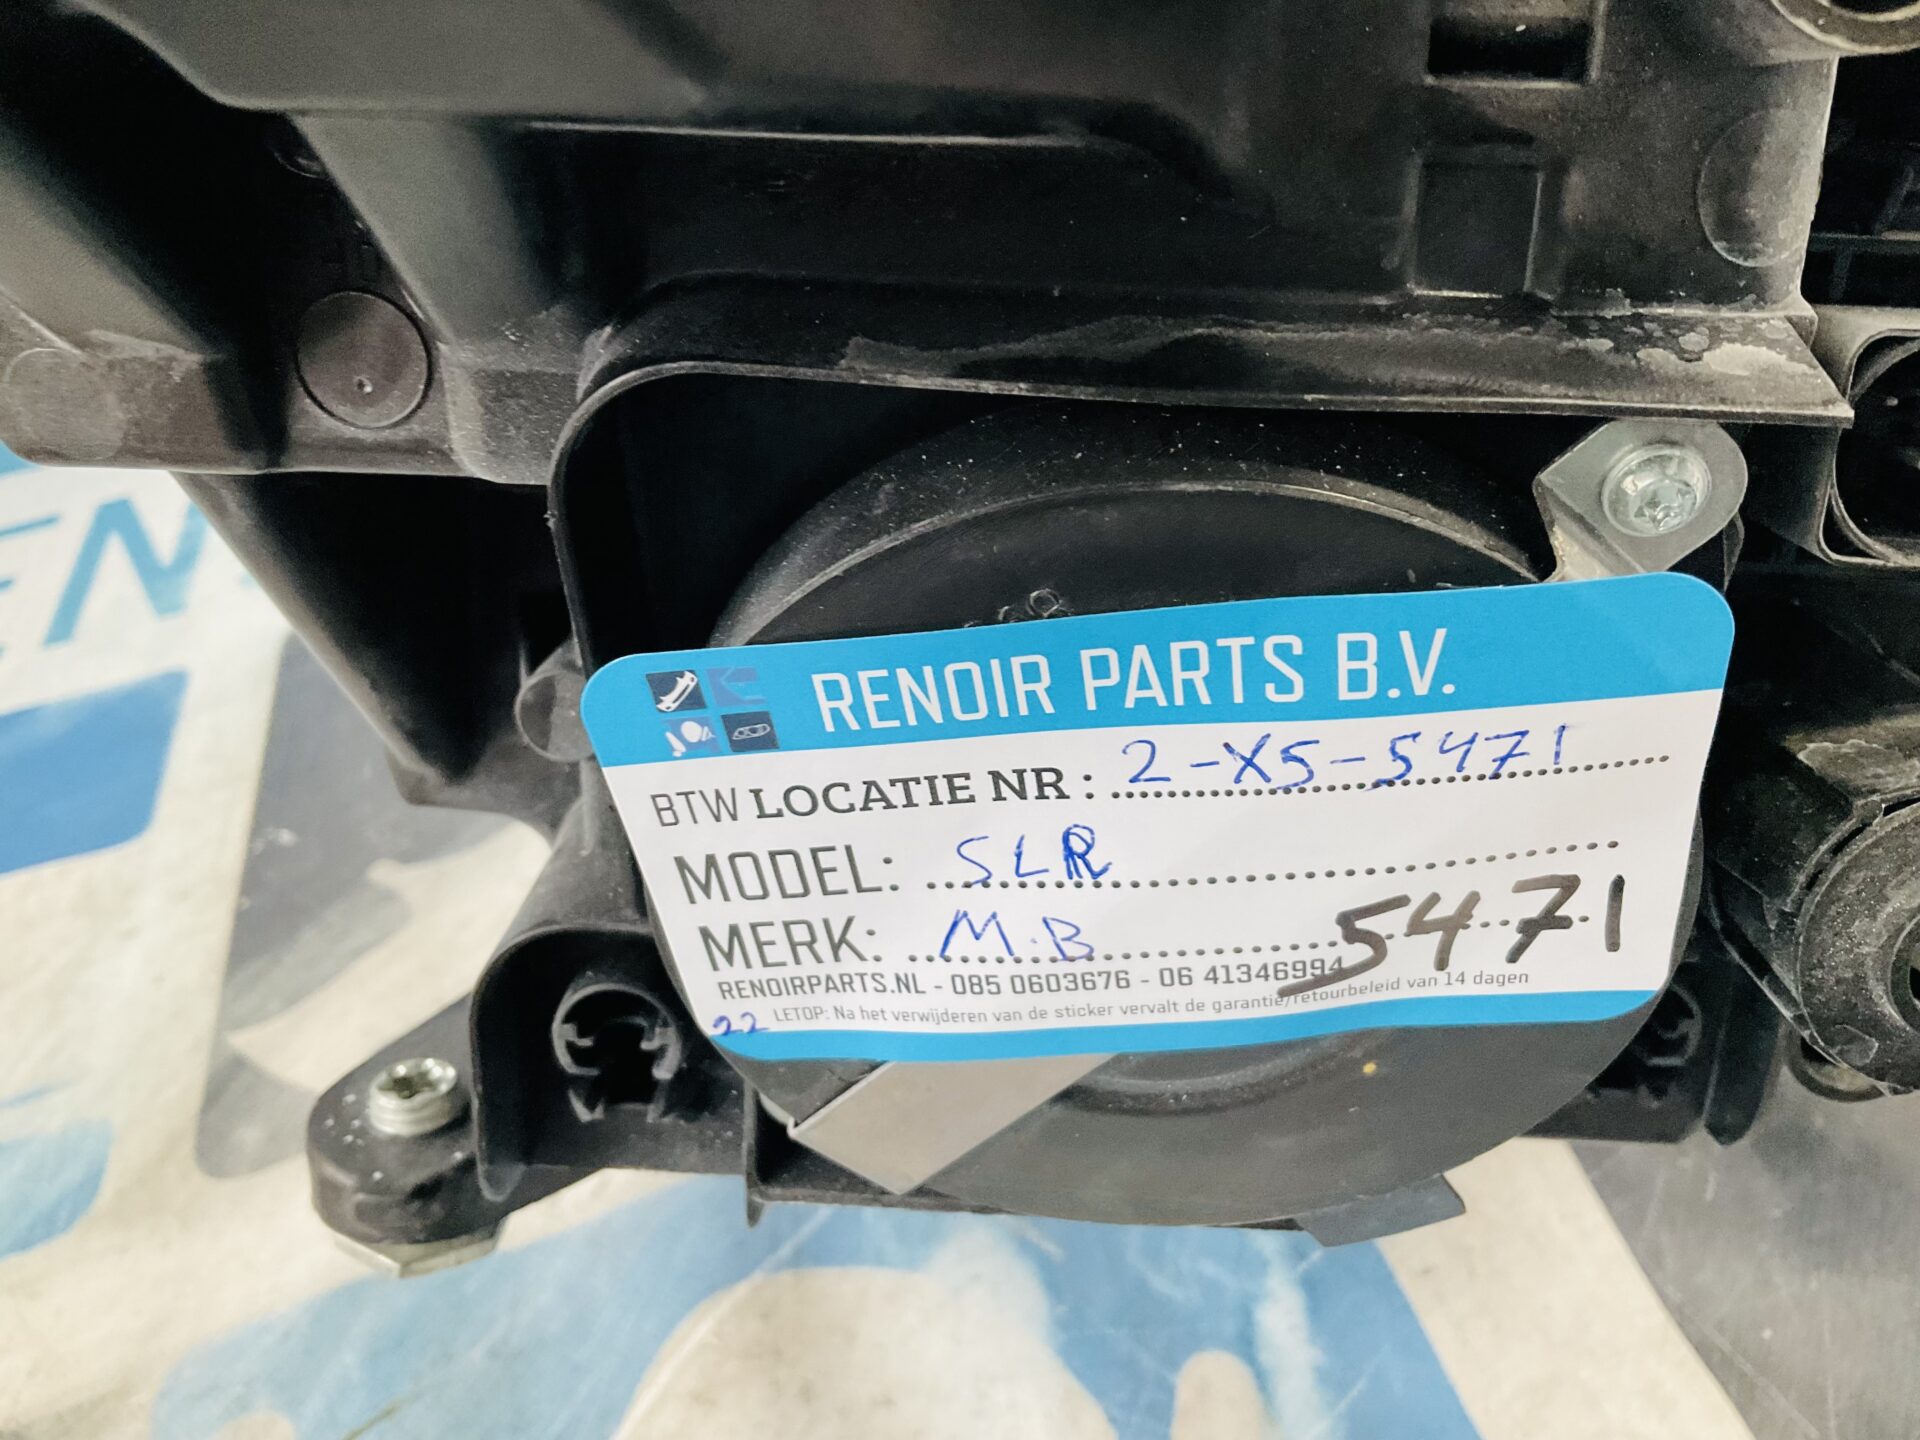 RENOIR PARTS B.V.
BTW LOCATIE NR : 2-X5-5471
MODEL: SLR
MERK: M.B 5471
RENOIRPARTS.NL - 085 0603676 - 06 41346994
22 LETOP: Na het verwijderen van de sticker vervalt de garantie/retourbeleid van 14 dagen